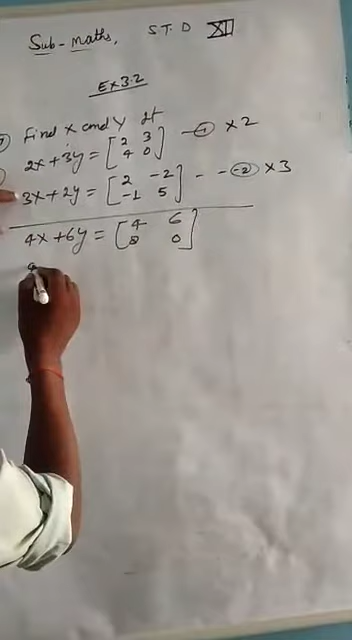 Sub-maths, STD XII
Ex 3.2
Find X and Y If
2x+3y = [2 3 / 4 0] — ① ×2
3x+2y = [2 -2 / -1 5] - - ② ×3
4x+6y = [4 6 / 8 0]